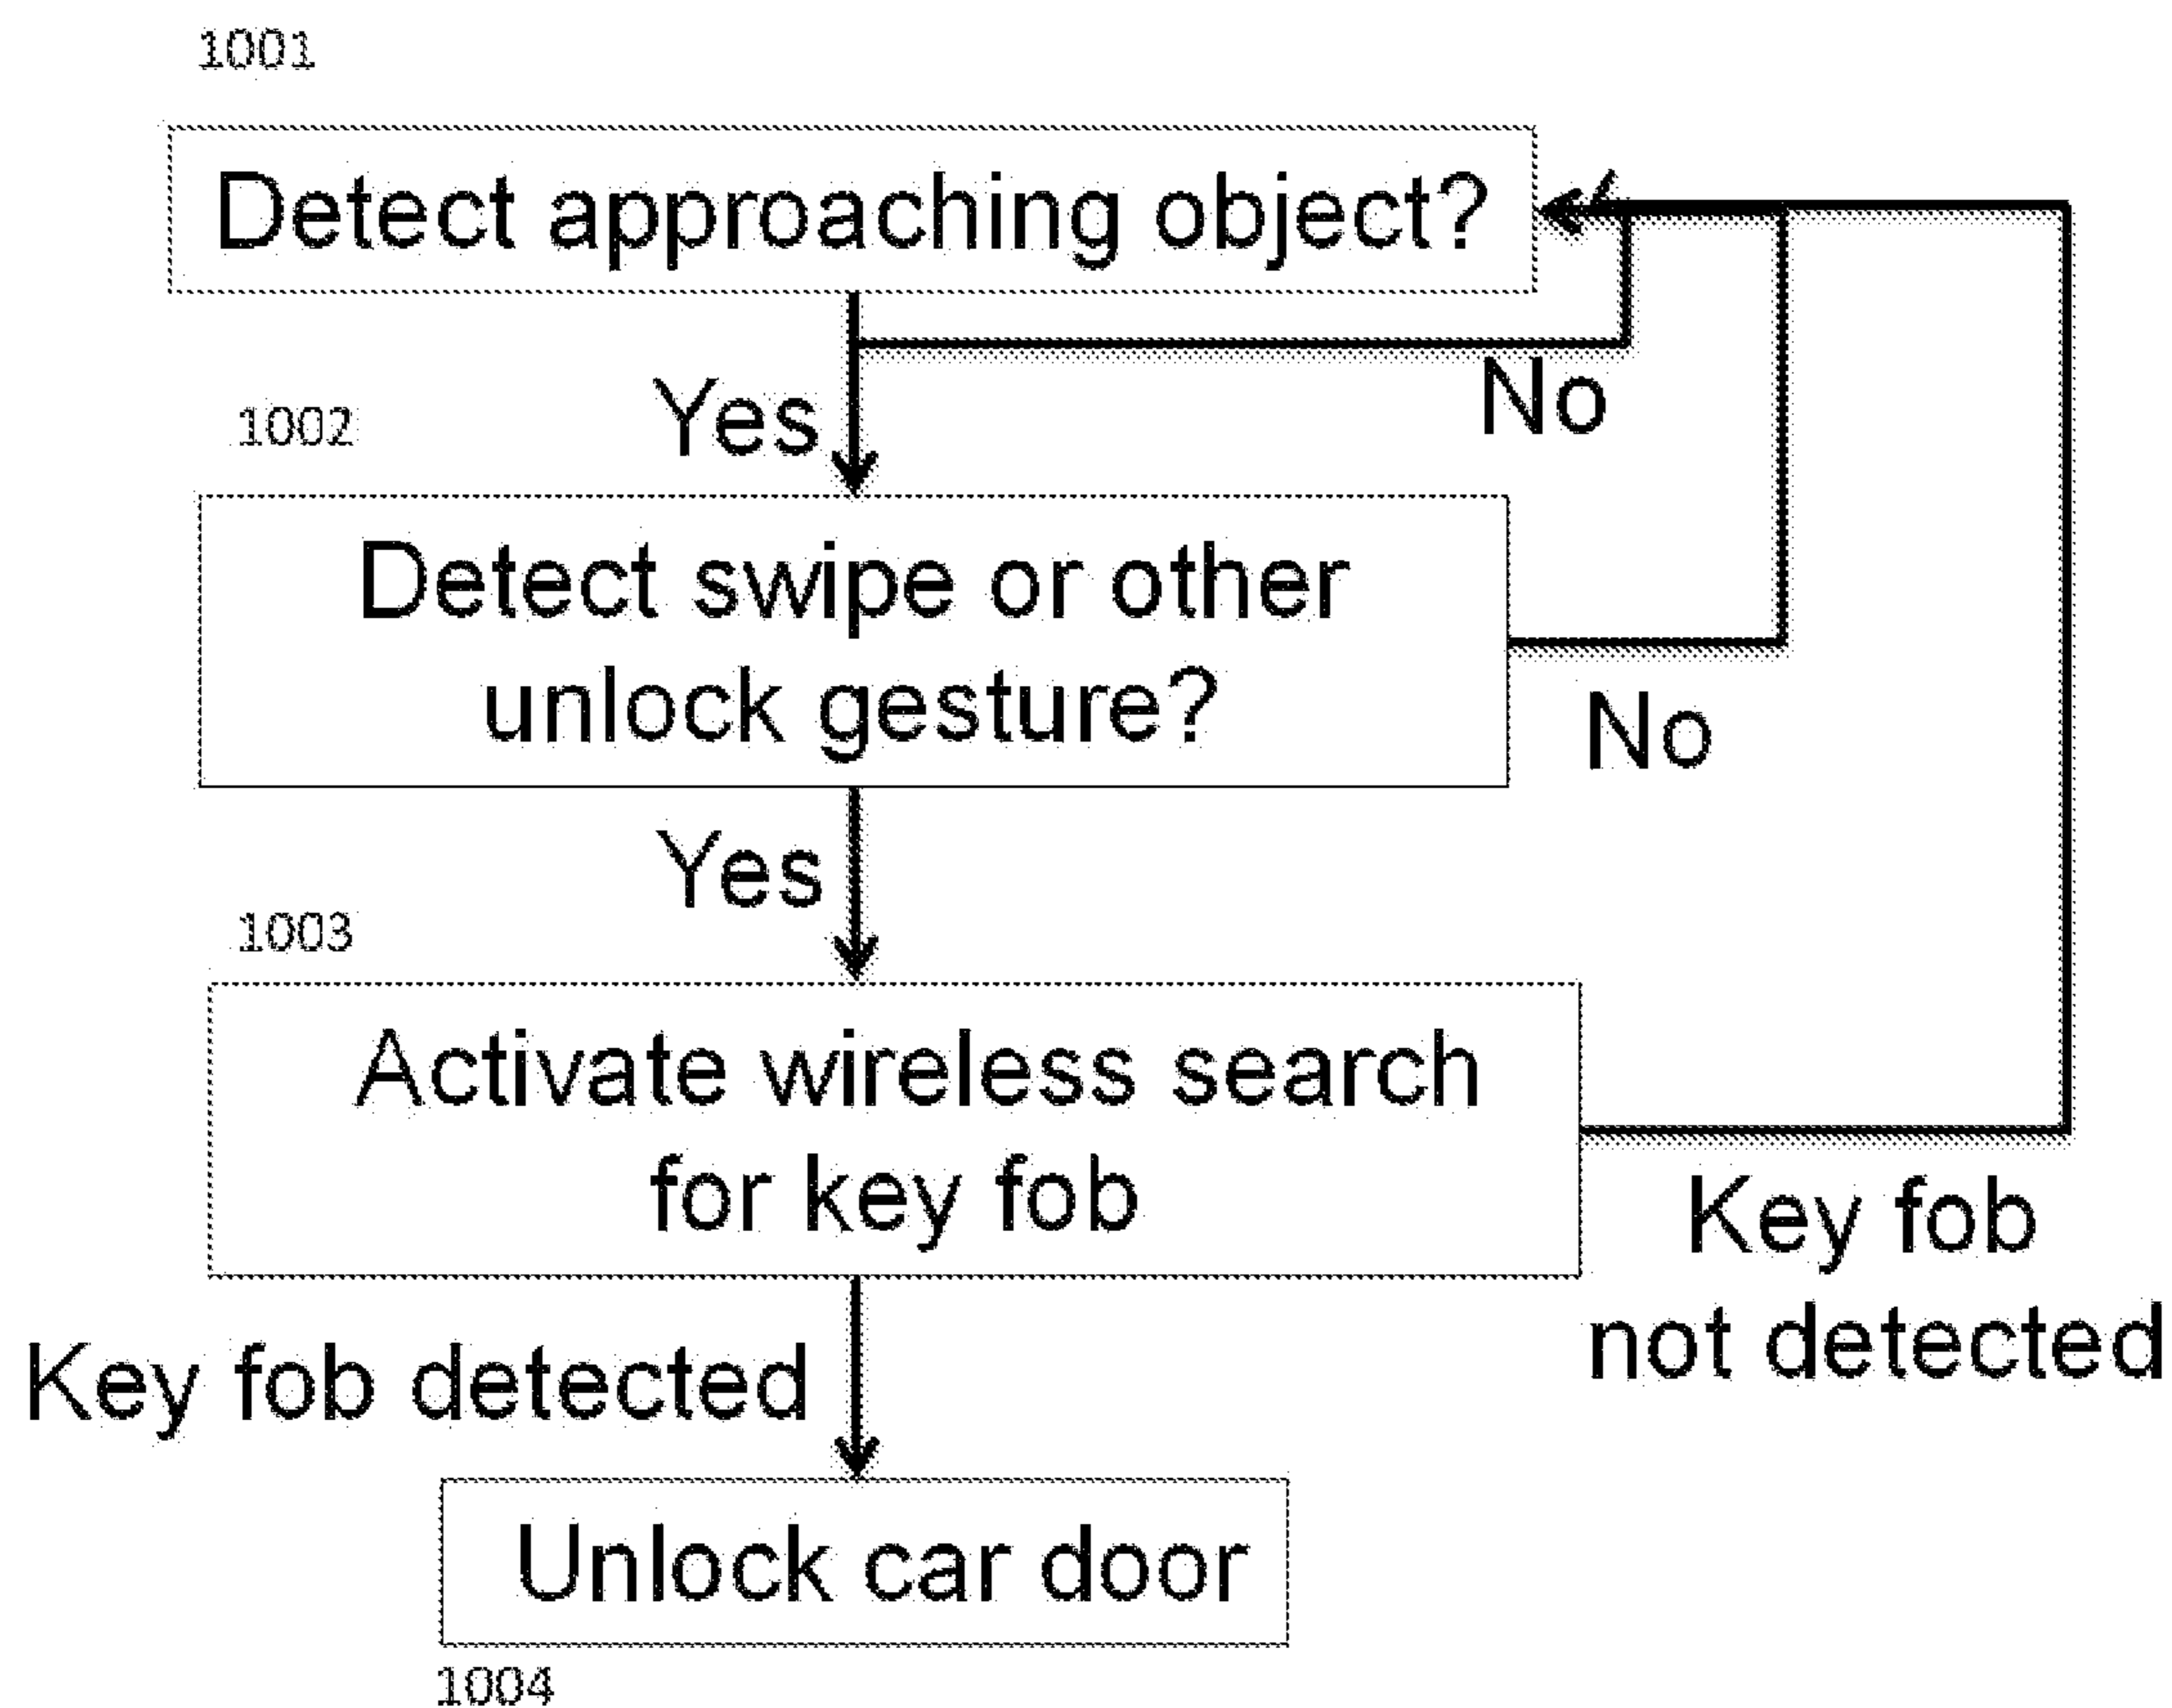 1001
Detect approaching object?
No
Yes
1002
Detect swipe or other
unlock gesture?
No
Yes
1003
Activate wireless search
for key fob
Key fob
not detected
Key fob detected
Unlock car door
1004